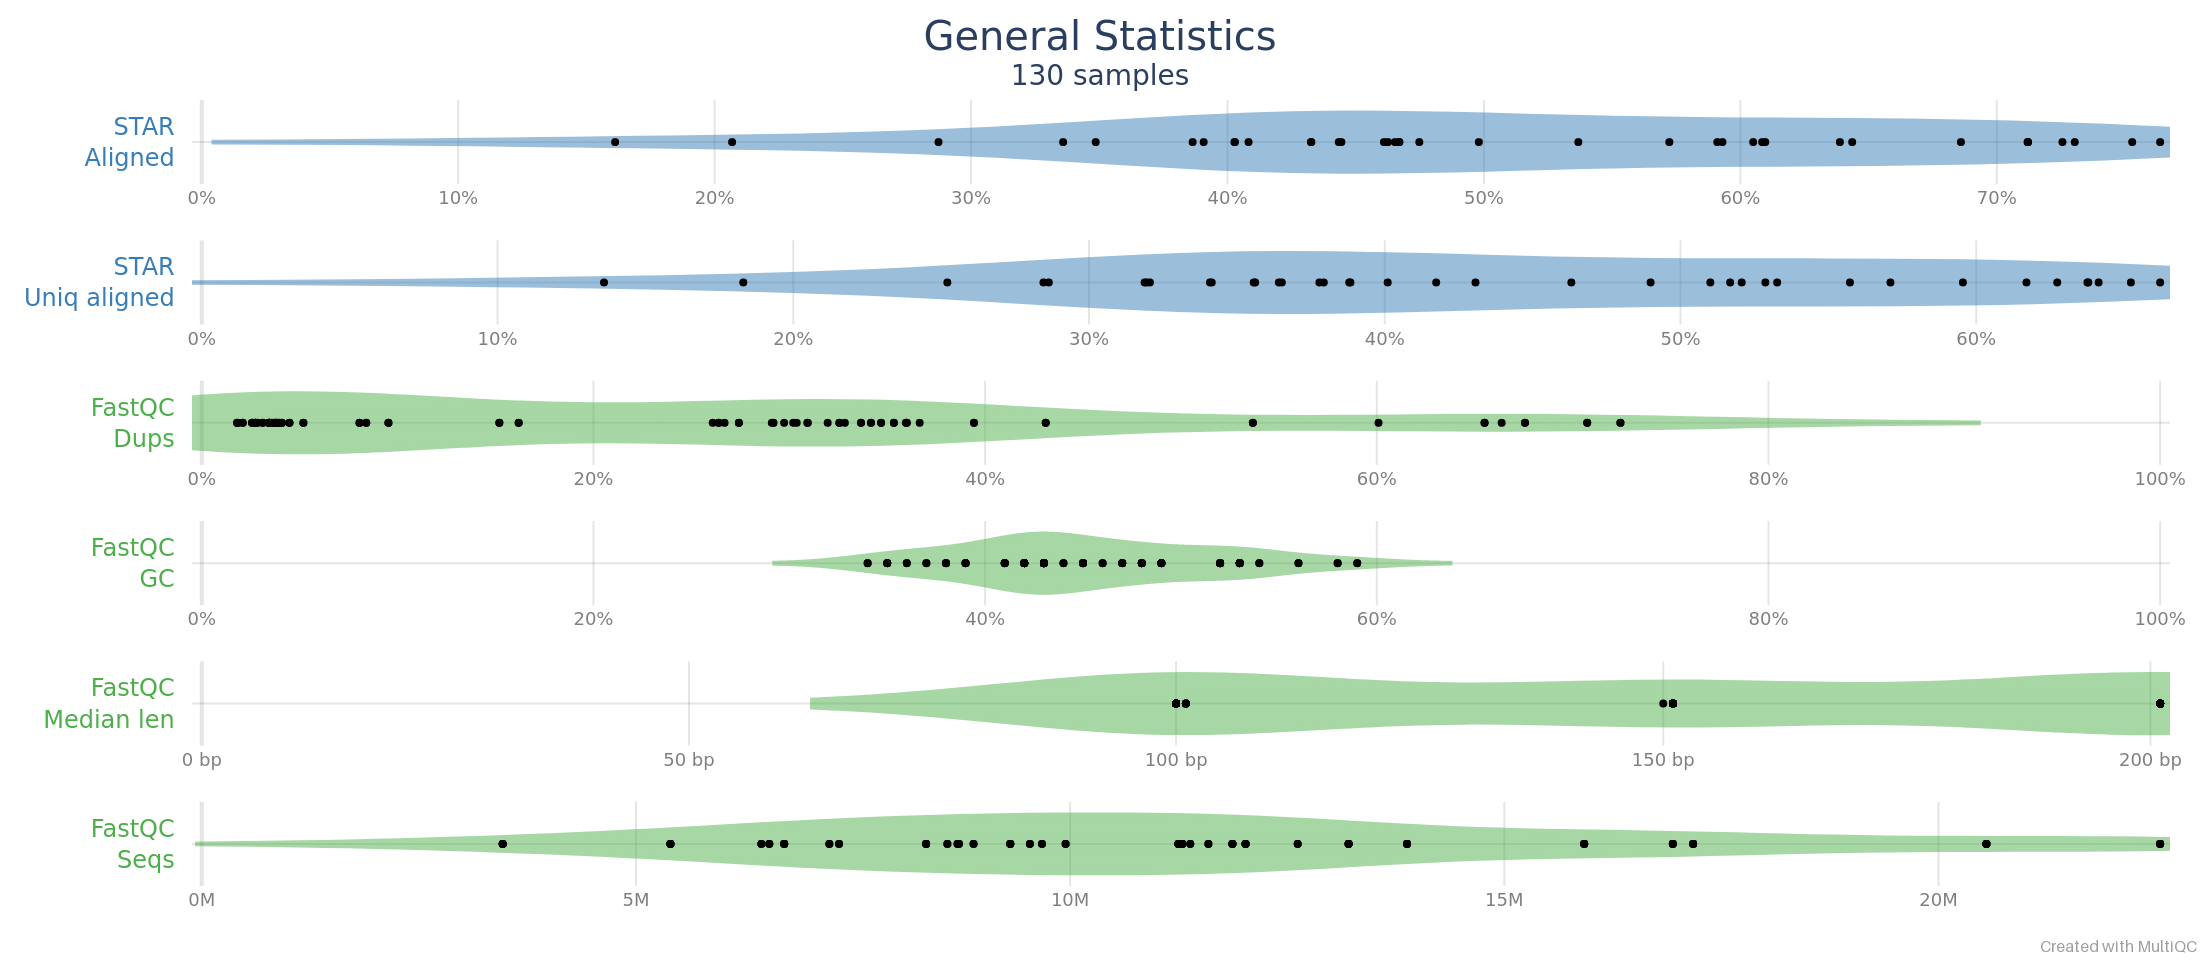 General Statistics
130 samples
STAR
Aligned
0% 10% 20% 30% 40% 50% 60% 70%
STAR
Uniq aligned
0% 10% 20% 30% 40% 50% 60%
FastQC
Dups
0% 20% 40% 60% 80% 100%
FastQC
GC
0% 20% 40% 60% 80% 100%
FastQC
Median len
0 bp 50 bp 100 bp 150 bp 200 bp
FastQC
Seqs
0M 5M 10M 15M 20M
Created with MultiQC